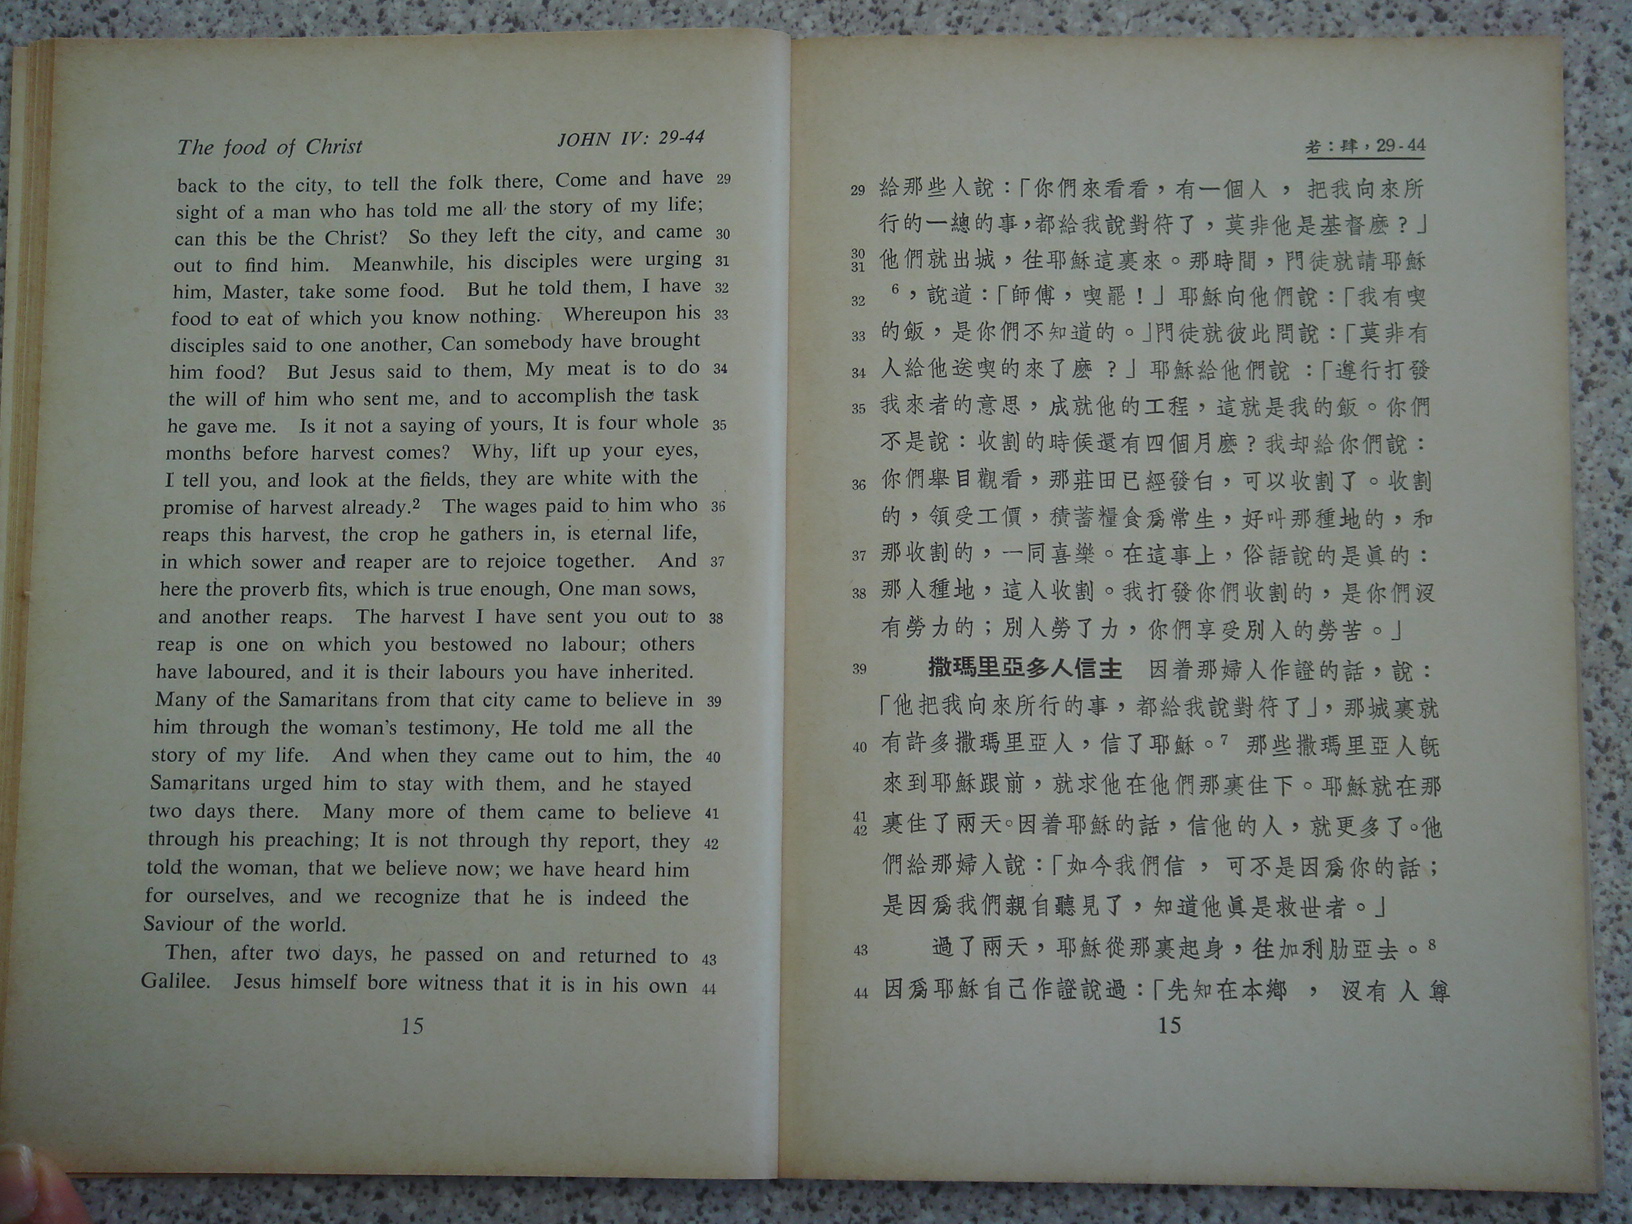 The food of Christ JOHN IV: 29-44
back to the city, to tell the folk there, Come and have 29
sight of a man who has told me all the story of my life;
can this be the Christ? So they left the city, and came 30
out to find him. Meanwhile, his disciples were urging 31
him, Master, take some food. But he told them, I have 32
food to eat of which you know nothing. Whereupon his 33
disciples said to one another, Can somebody have brought
him food? But Jesus said to them, My meat is to do 34
the will of him who sent me, and to accomplish the task
he gave me. Is it not a saying of yours, It is four whole 35
months before harvest comes? Why, lift up your eyes,
I tell you, and look at the fields, they are white with the
promise of harvest already.2 The wages paid to him who 36
reaps this harvest, the crop he gathers in, is eternal life,
in which sower and reaper are to rejoice together. And 37
here the proverb fits, which is true enough, One man sows,
and another reaps. The harvest I have sent you out to 38
reap is one on which you bestowed no labour; others
have laboured, and it is their labours you have inherited.
Many of the Samaritans from that city came to believe in 39
him through the woman's testimony, He told me all the
story of my life. And when they came out to him, the 40
Samaritans urged him to stay with them, and he stayed
two days there. Many more of them came to believe 41
through his preaching; It is not through thy report, they 42
told the woman, that we believe now; we have heard him
for ourselves, and we recognize that he is indeed the
Saviour of the world.
Then, after two days, he passed on and returned to 43
Galilee. Jesus himself bore witness that it is in his own 44
15
若：肆，29-44
29 給那些人說：「你們來看看，有一個人，把我向來所
行的一總的事，都給我說對符了，莫非他是基督麽？」
30 31 他們就出城，往耶穌這裏來。那時間，門徒就請耶穌
32 6，說道：「師傅，喫罷！」耶穌向他們說：「我有喫
33 的飯，是你們不知道的。」門徒就彼此問說：「莫非有
34 人給他送喫的來了麽？」耶穌給他們說：「遵行打發
35 我來者的意思，成就他的工程，這就是我的飯。你們
不是說：收割的時候還有四個月麽？我却給你們說：
36 你們舉目觀看，那莊田已經發白，可以收割了。收割
的，領受工價，積蓄糧食爲常生，好叫那種地的，和
37 那收割的，一同喜樂。在這事上，俗語說的是眞的：
38 那人種地，這人收割。我打發你們收割的，是你們沒
有勞力的；別人勞了力，你們享受別人的勞苦。」
39 撒瑪里亞多人信主 因着那婦人作證的話，說：
「他把我向來所行的事，都給我說對符了」，那城裏就
40 有許多撒瑪里亞人，信了耶穌。7 那些撒瑪里亞人旣
來到耶穌跟前，就求他在他們那裏住下。耶穌就在那
41 42 裏住了兩天。因着耶穌的話，信他的人，就更多了。他
們給那婦人說：「如今我們信，可不是因爲你的話；
是因爲我們親自聽見了，知道他眞是救世者。」
43 過了兩天，耶穌從那裏起身，往加利肋亞去。8
44 因爲耶穌自己作證說過：「先知在本鄉，沒有人尊
15